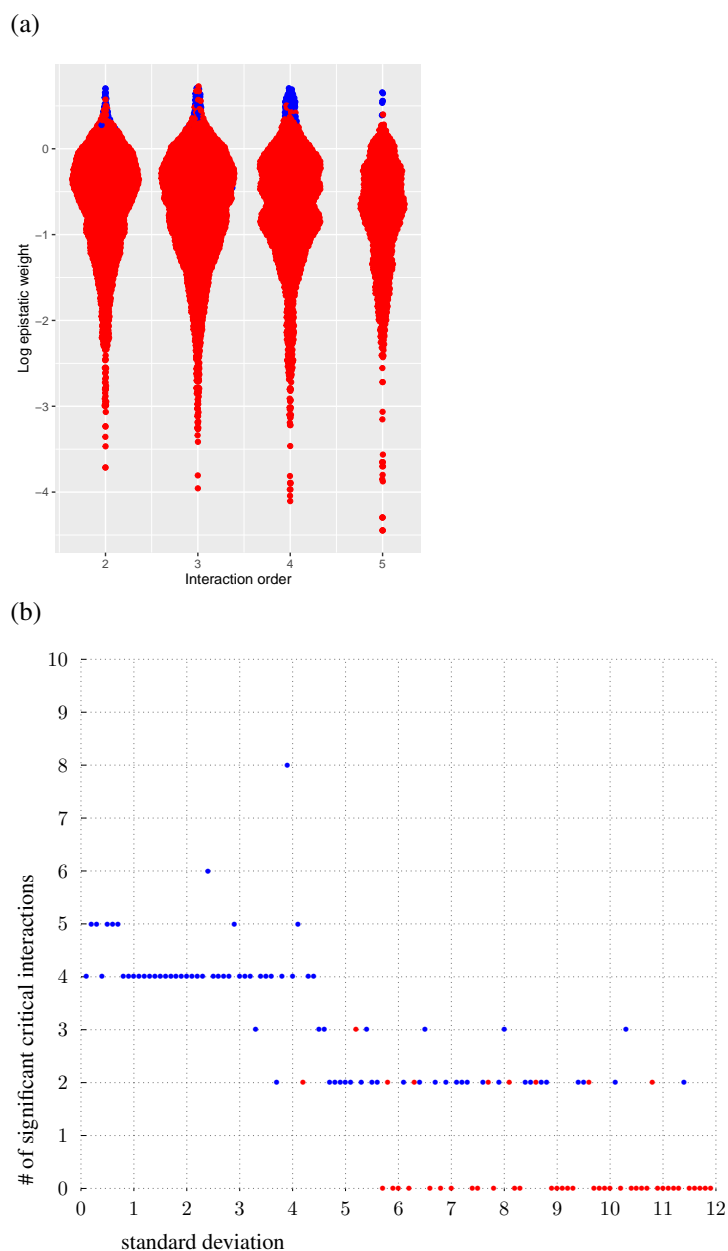 (a)
0
−1
−2
−3
−4
Log epistatic weight
2 3 4 5
Interaction order
(b)
10
9
8
7
6
5
4
3
2
1
0
# of significant critical interactions
0 1 2 3 4 5 6 7 8 9 10 11 12
standard deviation